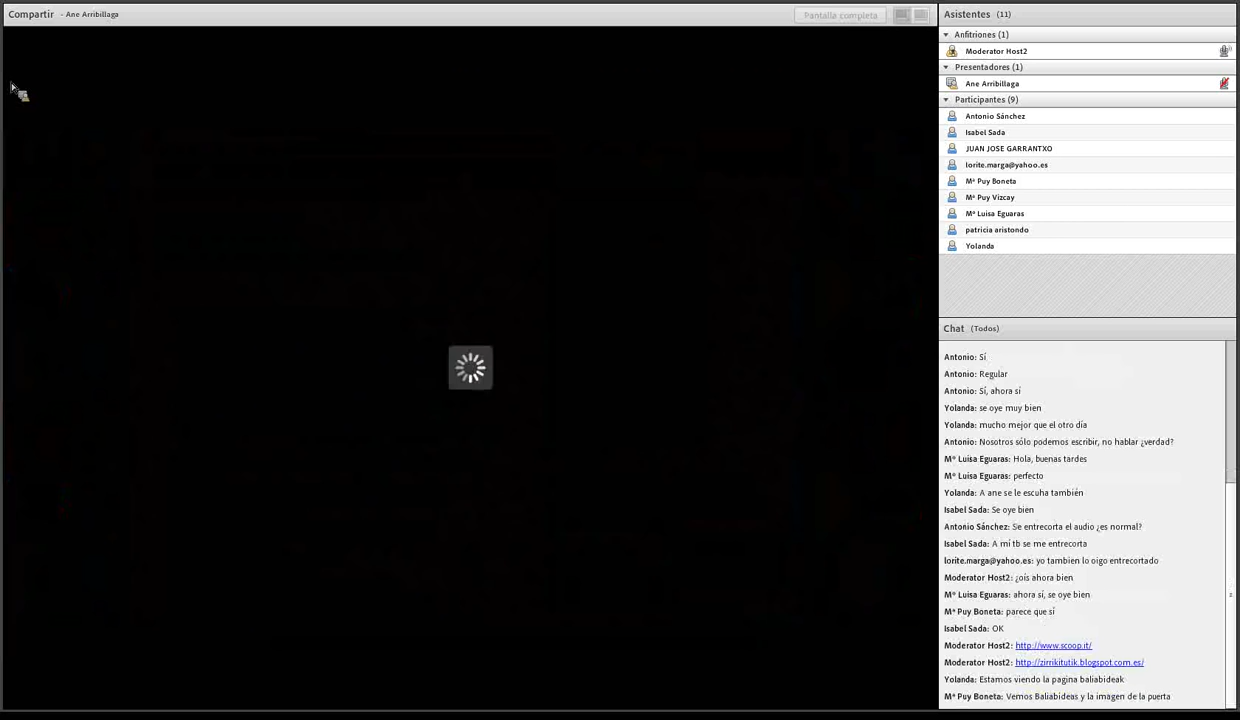 Compartir - Ane Arribillaga
Pantalla completa
Asistentes (11)
Anfitriones (1)
Moderator Host2
Presentadores (1)
Ane Arribillaga
Participantes (9)
Antonio Sánchez
Isabel Sada
JUAN JOSE GARRANTXO
lorite.marga@yahoo.es
Mª Puy Boneta
Mª Puy Vizcay
Mª Luisa Eguaras
patricia aristondo
Yolanda
Chat (Todos)
Antonio: Sí
Antonio: Regular
Antonio: Sí, ahora sí
Yolanda: se oye muy bien
Yolanda: mucho mejor que el otro día
Antonio: Nosotros sólo podemos escribir, no hablar ¿verdad?
Mª Luisa Eguaras: Hola, buenas tardes
Mª Luisa Eguaras: perfecto
Yolanda: A ane se le escuha también
Isabel Sada: Se oye bien
Antonio Sánchez: Se entrecorta el audio ¿es normal?
Isabel Sada: A mí tb se me entrecorta
lorite.marga@yahoo.es: yo tambien lo oigo entrecortado
Moderator Host2: ¿oís ahora bien
Mª Luisa Eguaras: ahora sí, se oye bien
Mª Puy Boneta: parece que sí
Isabel Sada: OK
Moderator Host2: http://www.scoop.it/
Moderator Host2: http://zirrikitutik.blogspot.com.es/
Yolanda: Estamos viendo la pagina baliabideak
Mª Puy Boneta: Vemos Baliabideas y la imagen de la puerta